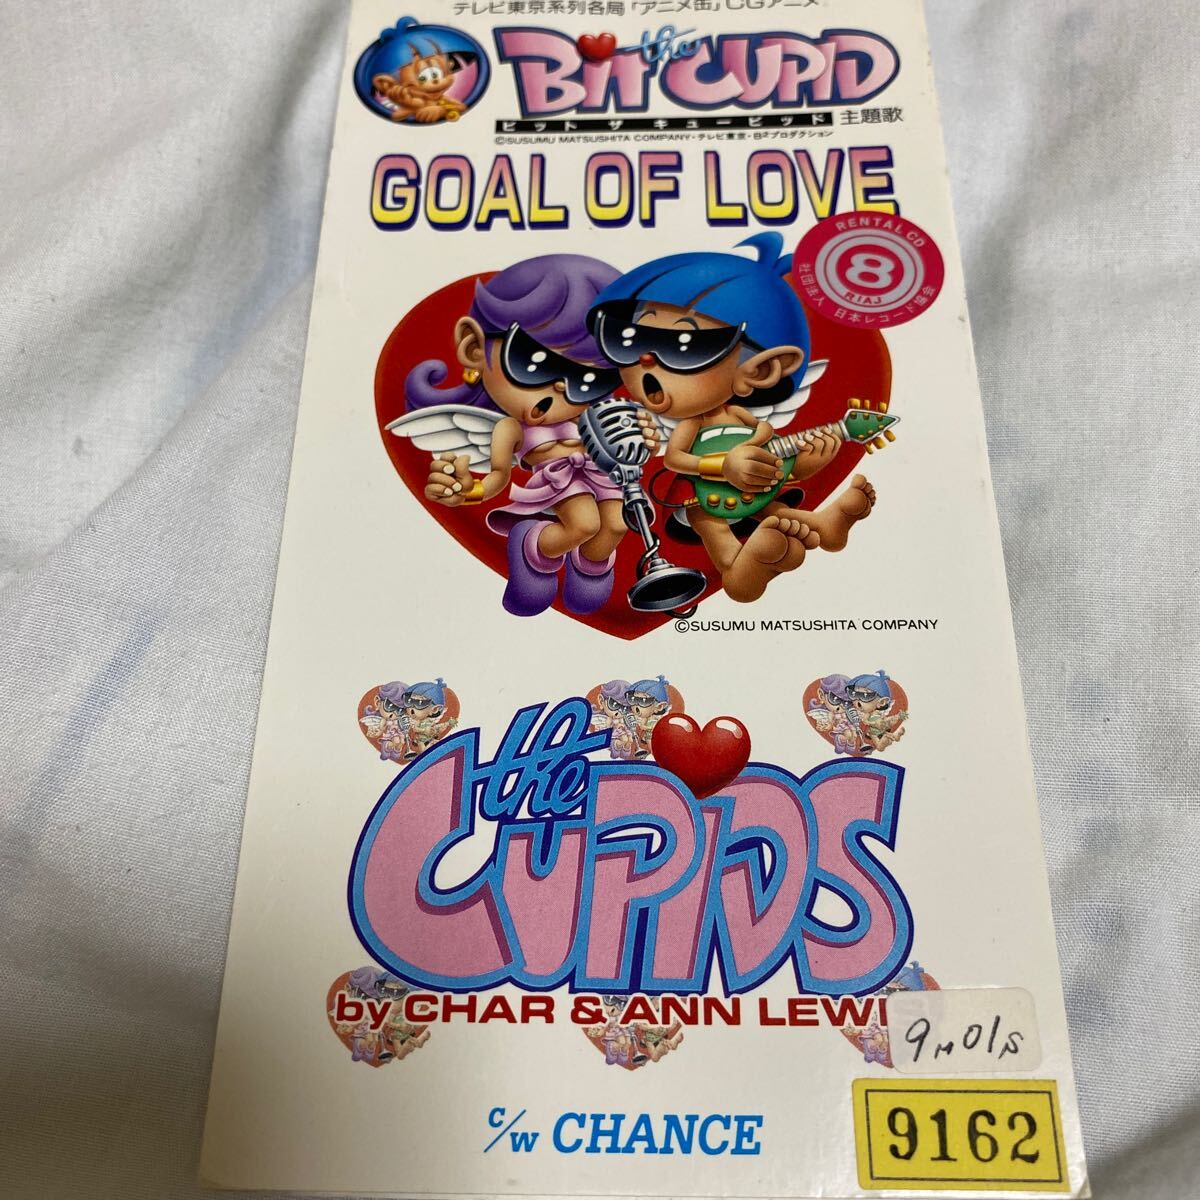 テレビ東京系列各局「アニメ缶」CGアニメ
BIT the CUPID
ビット ザ キューピッド 主題歌
©SUSUMU MATSUSHITA COMPANY・テレビ東京・日2プロダクション
GOAL OF LOVE
RENTAL CD
8
RIAJ
社団法人 日本レコード協会
©SUSUMU MATSUSHITA COMPANY
the CUPIDS
by CHAR & ANN LEWIS
9M01S
c/w CHANCE
9162